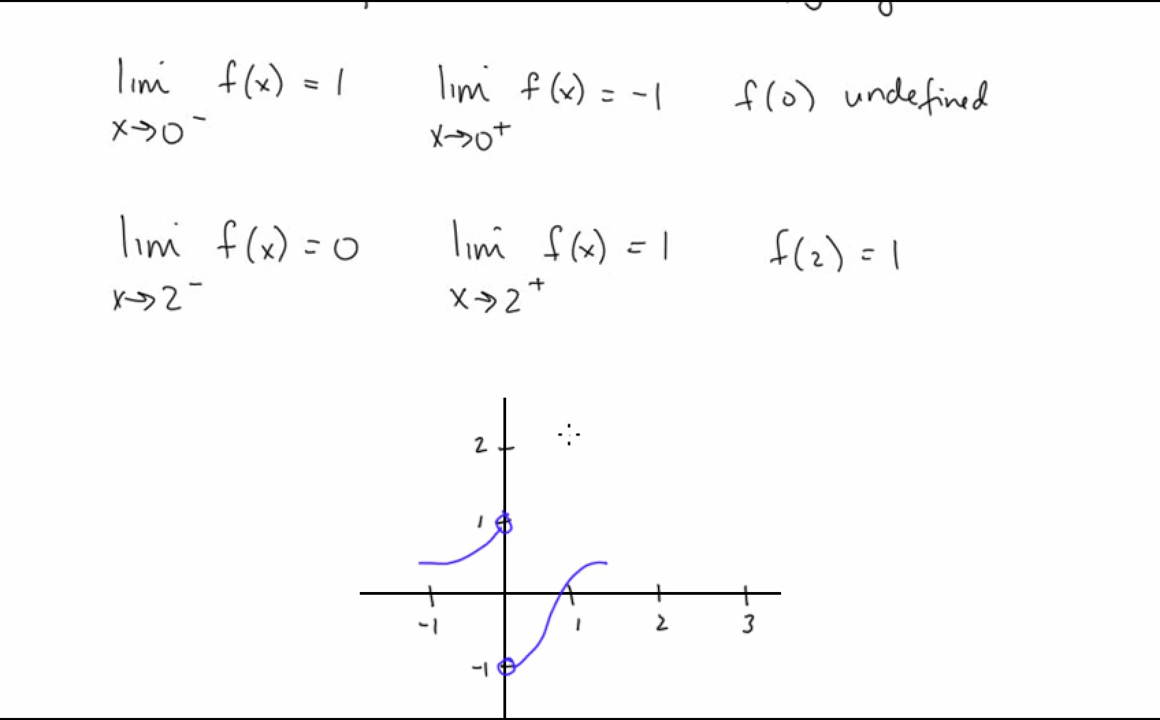 lim f(x) = 1 lim f(x) = -1 f(0) undefined
x→0⁻ x→0⁺
lim f(x) = 0 lim f(x) = 1 f(2) = 1
x→2⁻ x→2⁺
2
1
-1 1 2 3
-1